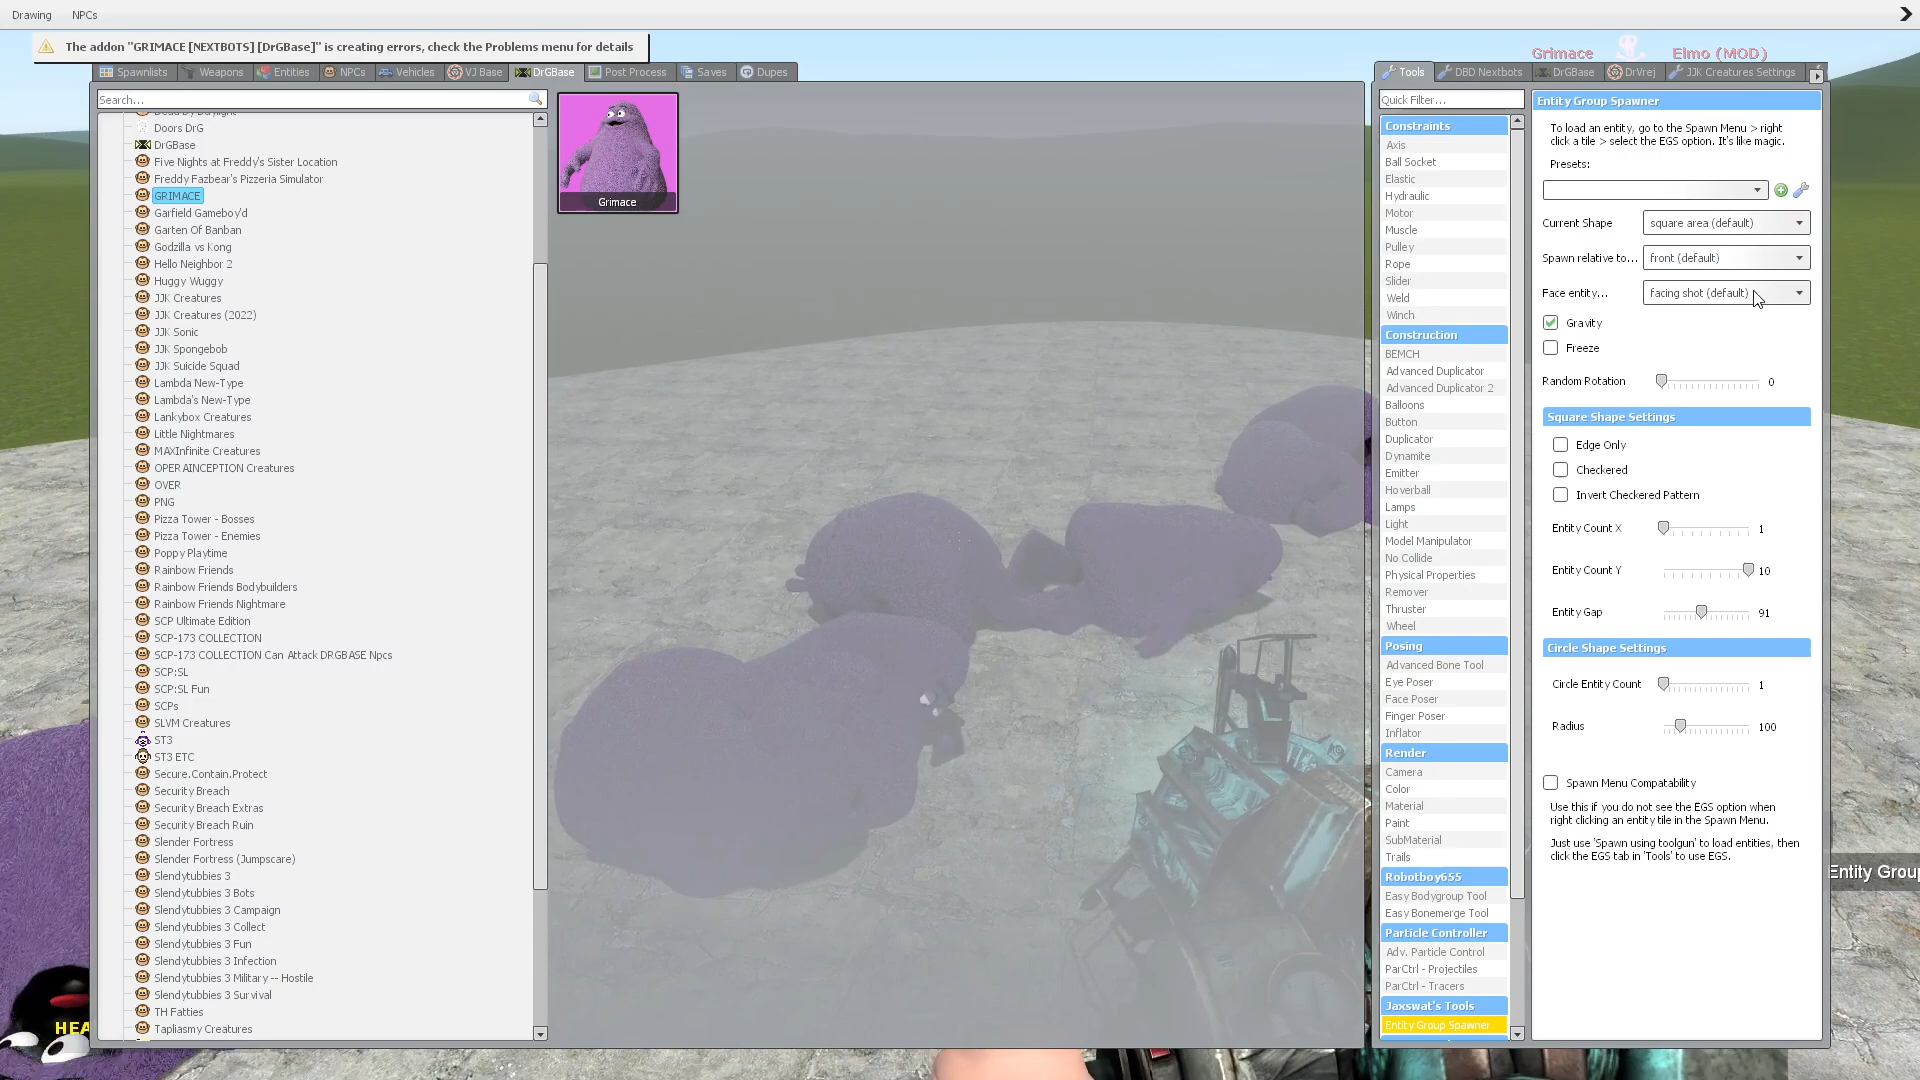 Drawing NPCs
The addon "GRIMACE [NEXTBOTS] [DrGBase]" is creating errors, check the Problems menu for details
Grimace Elmo (MOD)
Spawnlists Weapons Entities NPCs Vehicles VJ Base DrGBase Post Process Saves Dupes
Tools DBD Nextbots DrGBase DrVrej JJK Creatures Settings
Search...
Doors DrG
DrGBase
Five Nights at Freddy's Sister Location
Freddy Fazbear's Pizzeria Simulator
GRIMACE
Garfield Gameboy'd
Garten Of Banban
Godzilla vs Kong
Hello Neighbor 2
Huggy Wuggy
JJK Creatures
JJK Creatures (2022)
JJK Sonic
JJK Spongebob
JJK Suicide Squad
Lambda New-Type
Lambda's New-Type
Lankybox Creatures
Little Nightmares
MAXInfinite Creatures
OPERAINCEPTION Creatures
OVER
PNG
Pizza Tower - Bosses
Pizza Tower - Enemies
Poppy Playtime
Rainbow Friends
Rainbow Friends Bodybuilders
Rainbow Friends Nightmare
SCP Ultimate Edition
SCP-173 COLLECTION
SCP-173 COLLECTION Can Attack DRGBASE Npcs
SCP:SL
SCP:SL Fun
SCPs
SLVM Creatures
ST3
ST3 ETC
Secure.Contain.Protect
Security Breach
Security Breach Extras
Security Breach Ruin
Slender Fortress
Slender Fortress (Jumpscare)
Slendytubbies 3
Slendytubbies 3 Bots
Slendytubbies 3 Campaign
Slendytubbies 3 Collect
Slendytubbies 3 Fun
Slendytubbies 3 Infection
Slendytubbies 3 Military -- Hostile
Slendytubbies 3 Survival
TH Fatties
Tapliasmy Creatures
Grimace
Quick Filter...
Constraints
Axis
Ball Socket
Elastic
Hydraulic
Motor
Muscle
Pulley
Rope
Slider
Weld
Winch
Construction
BEMCH
Advanced Duplicator
Advanced Duplicator 2
Balloons
Button
Duplicator
Dynamite
Emitter
Hoverball
Lamps
Light
Model Manipulator
No Collide
Physical Properties
Remover
Thruster
Wheel
Posing
Advanced Bone Tool
Eye Poser
Face Poser
Finger Poser
Inflator
Render
Camera
Color
Material
Paint
SubMaterial
Trails
Robotboy655
Easy Bodygroup Tool
Easy Bonemerge Tool
Particle Controller
Adv. Particle Control
ParCtrl - Projectiles
ParCtrl - Tracers
Jaxswat's Tools
Entity Group Spawner
Entity Group Spawner
To load an entity, go to the Spawn Menu > right
click a tile > select the EGS option. It's like magic.
Presets:
Current Shape square area (default)
Spawn relative to... front (default)
Face entity... facing shot (default)
Gravity
Freeze
Random Rotation 0
Square Shape Settings
Edge Only
Checkered
Invert Checkered Pattern
Entity Count X 1
Entity Count Y 10
Entity Gap 91
Circle Shape Settings
Circle Entity Count 1
Radius 100
Spawn Menu Compatability
Use this if you do not see the EGS option when
right clicking an entity tile in the Spawn Menu.
Just use 'Spawn using toolgun' to load entities, then
click the EGS tab in 'Tools' to use EGS.
Entity Grou
HEA